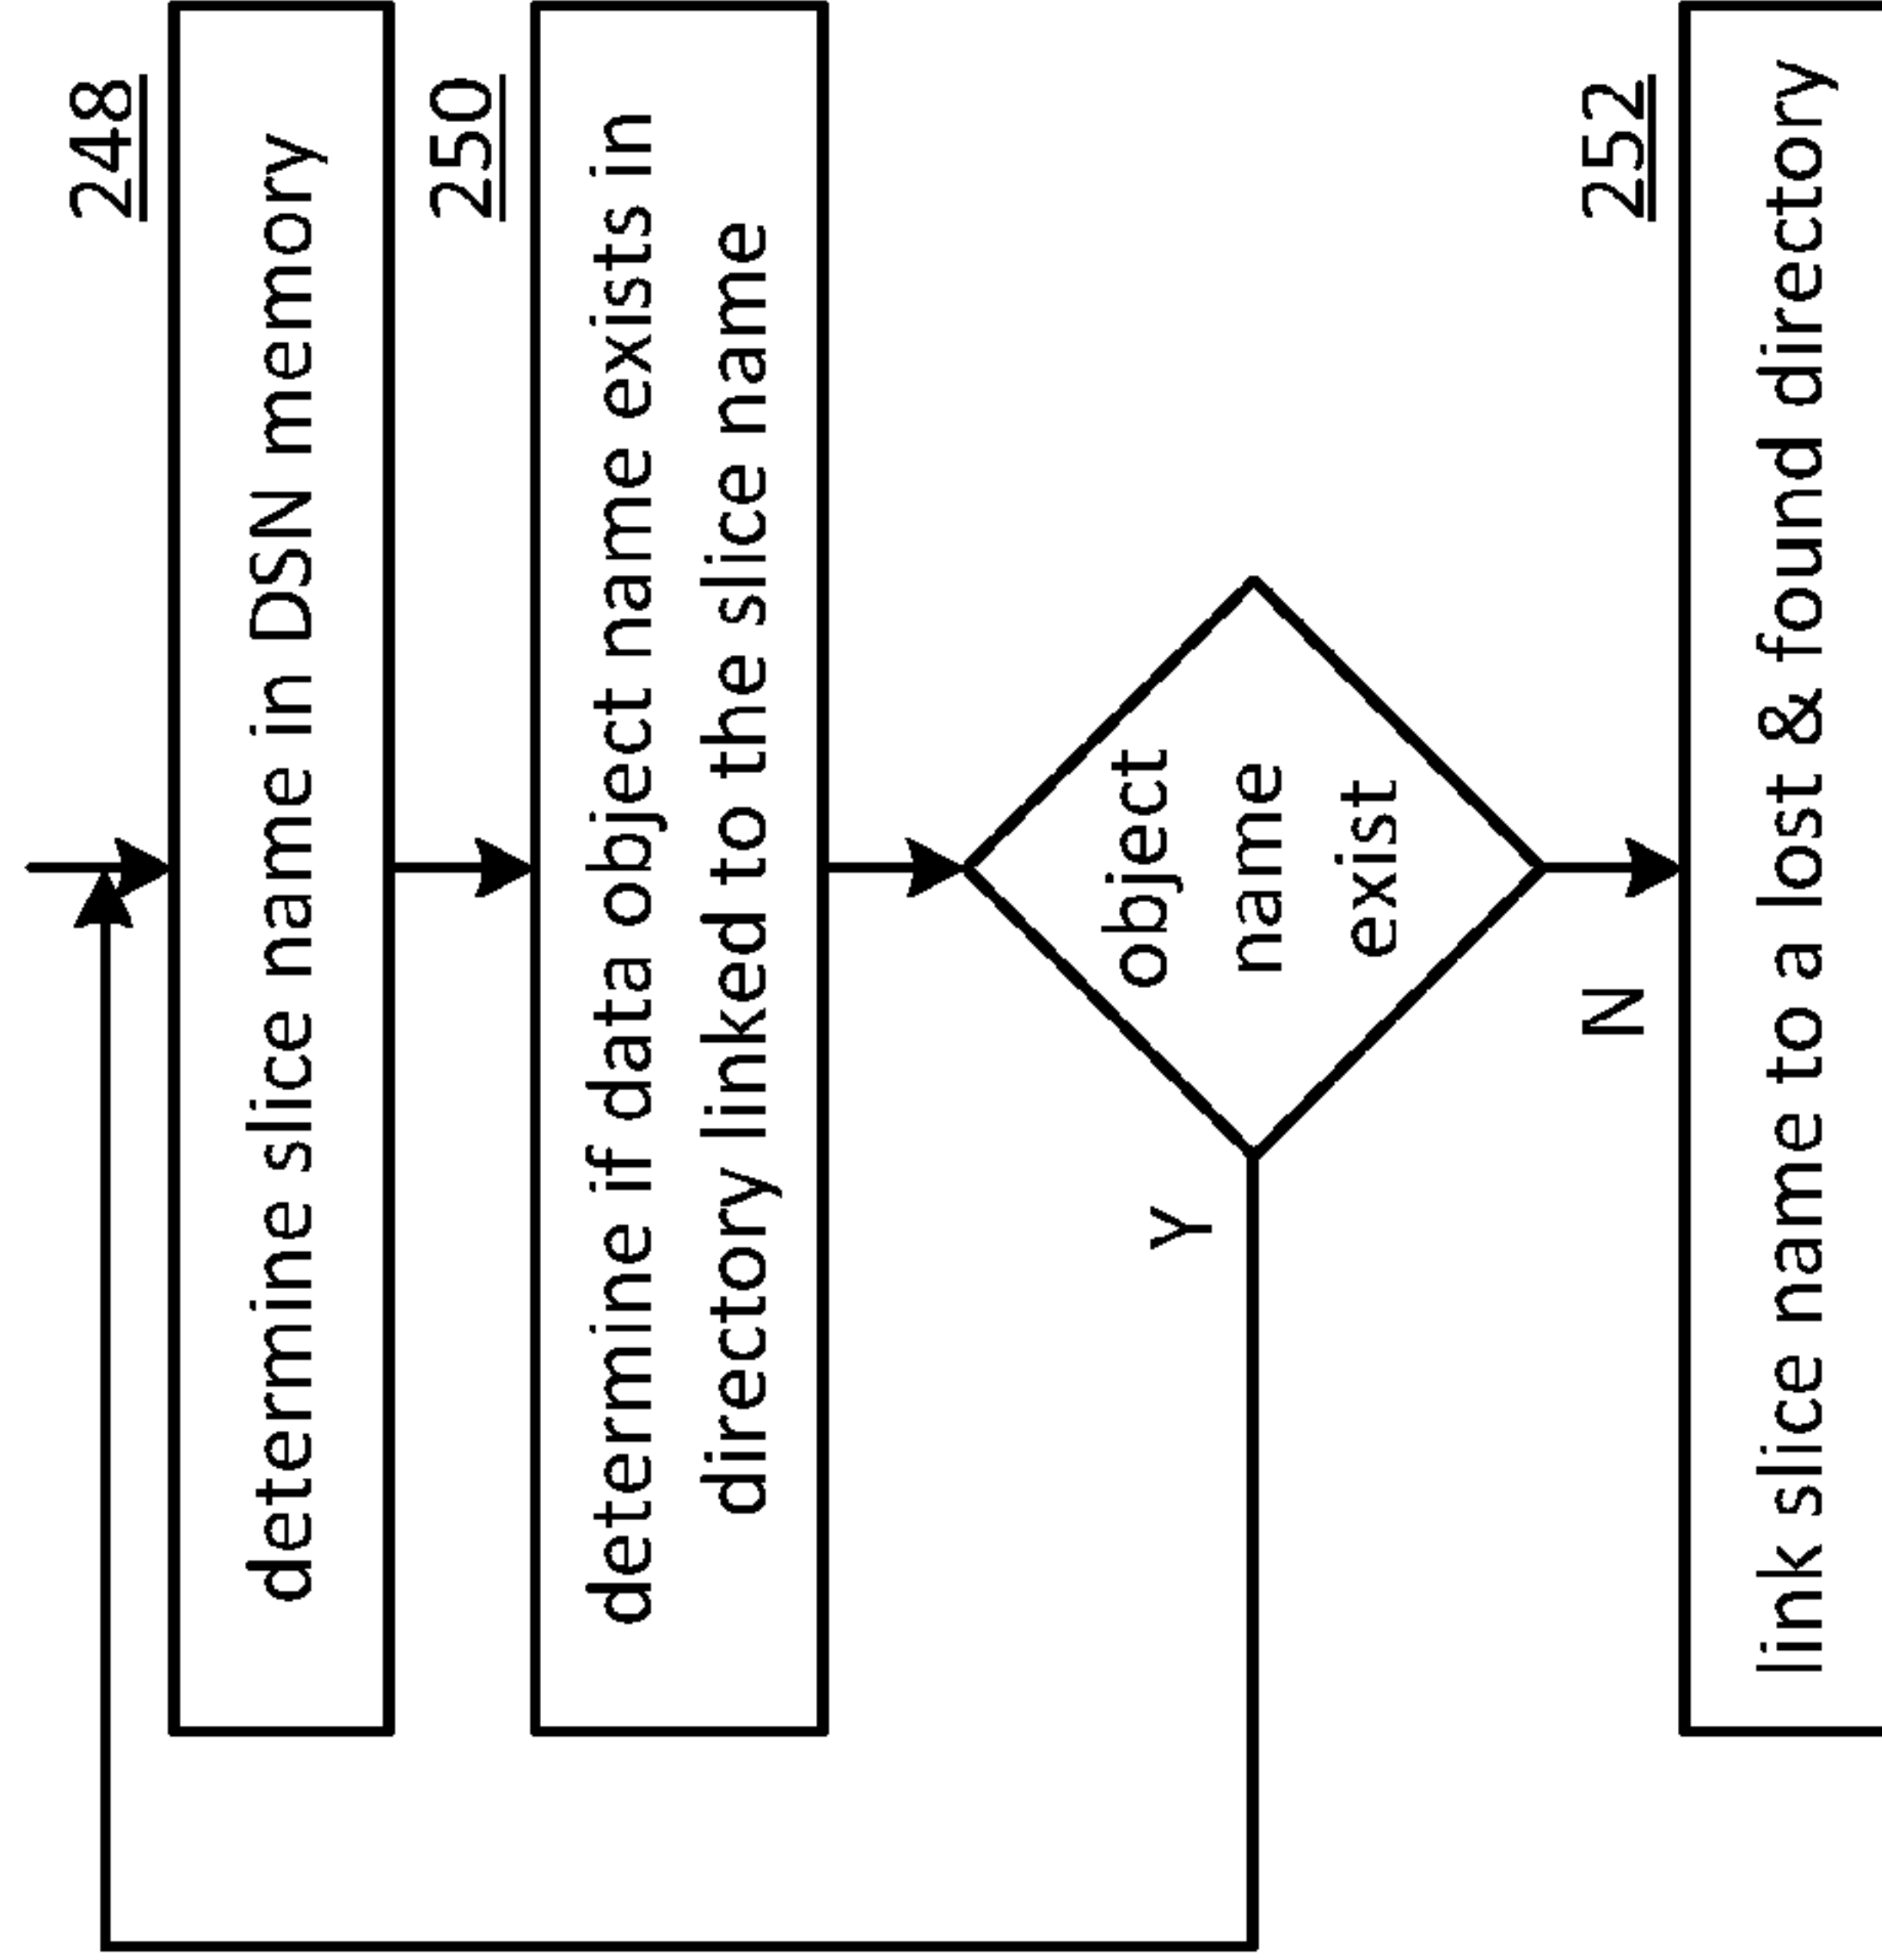 248
determine slice name in DSN memory
250
determine if data object name exists in
directory linked to the slice name
object
name
exist
Y
N
252
link slice name to a lost & found directory